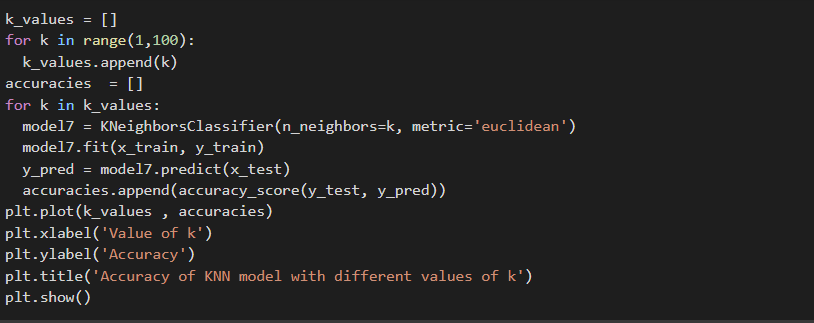 k_values = []
for k in range(1,100):
  k_values.append(k)
accuracies  = []
for k in k_values:
  model7 = KNeighborsClassifier(n_neighbors=k, metric='euclidean')
  model7.fit(x_train, y_train)
  y_pred = model7.predict(x_test)
  accuracies.append(accuracy_score(y_test, y_pred))
plt.plot(k_values , accuracies)
plt.xlabel('Value of k')
plt.ylabel('Accuracy')
plt.title('Accuracy of KNN model with different values of k')
plt.show()